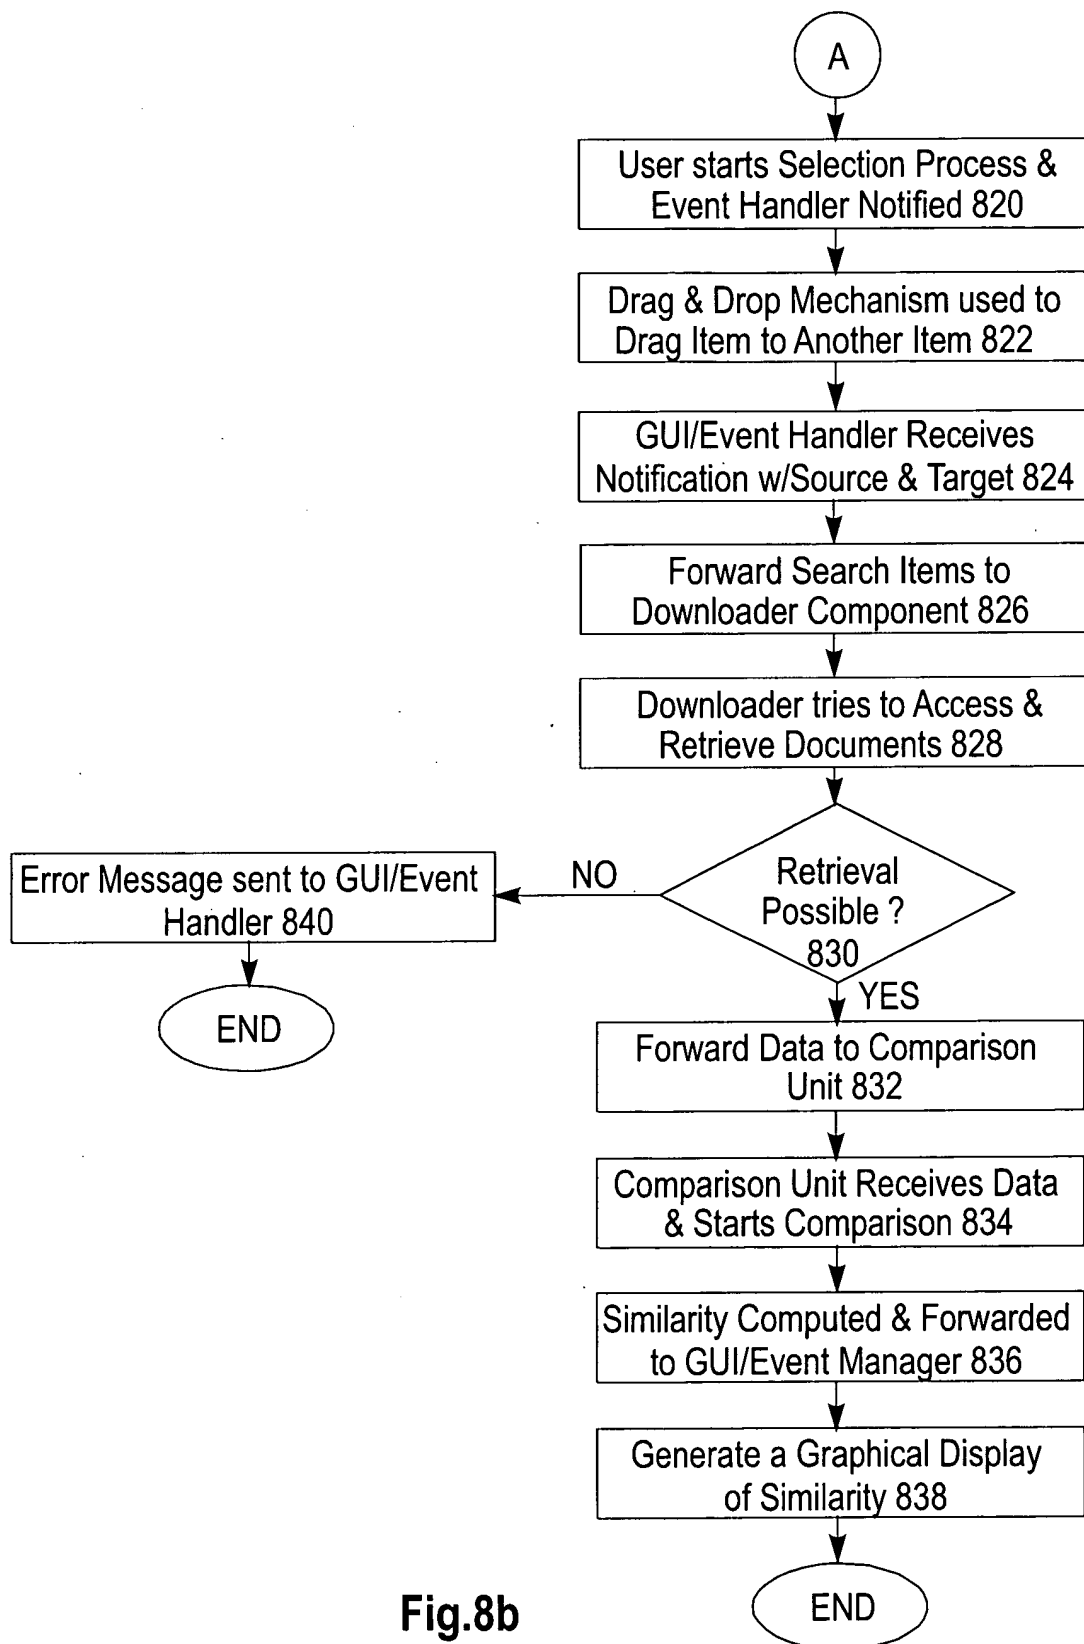 A
User starts Selection Process &
Event Handler Notified 820
Drag & Drop Mechanism used to
Drag Item to Another Item 822
GUI/Event Handler Receives
Notification w/Source & Target 824
Forward Search Items to
Downloader Component 826
Downloader tries to Access &
Retrieve Documents 828
Retrieval
Possible ?
830
NO
Error Message sent to GUI/Event
Handler 840
END
YES
Forward Data to Comparison
Unit 832
Comparison Unit Receives Data
& Starts Comparison 834
Similarity Computed & Forwarded
to GUI/Event Manager 836
Generate a Graphical Display
of Similarity 838
END
Fig.8b